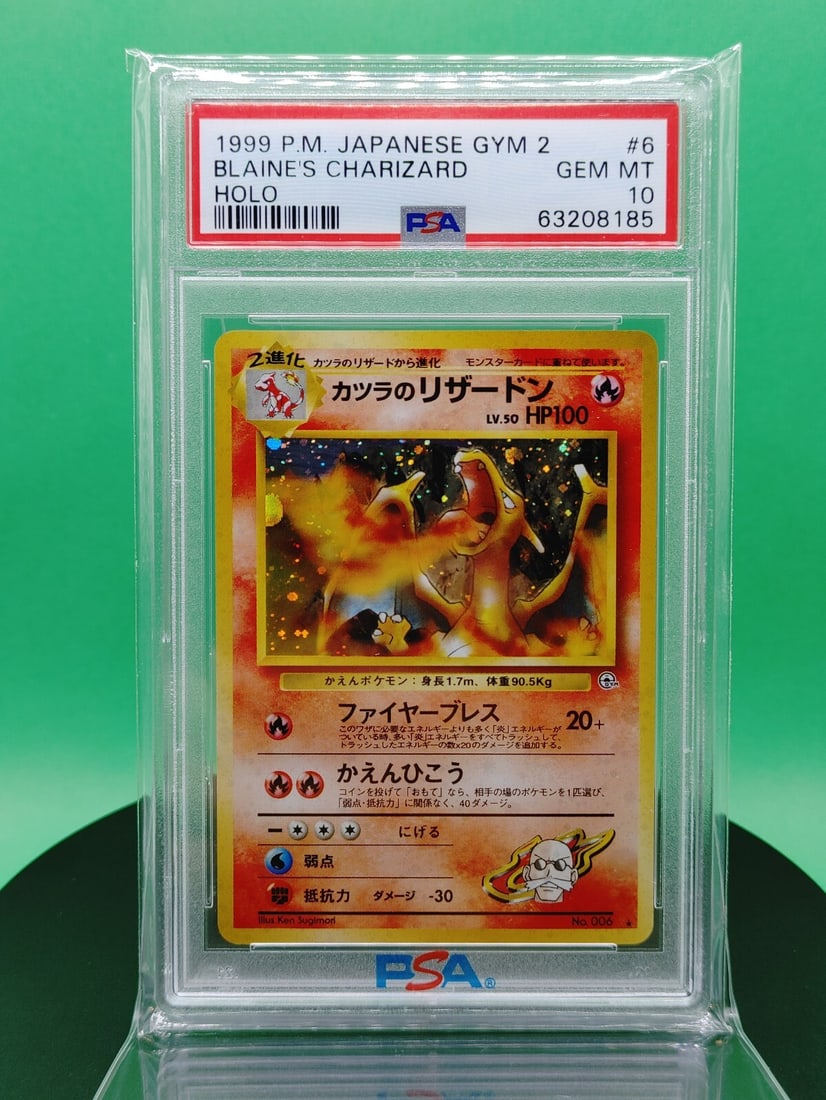 1999 P.M. JAPANESE GYM 2 #6
BLAINE'S CHARIZARD GEM MT
HOLO 10
PSA 63208185
2進化 カツラのリザードから進化 モンスターカードに重ねて使います。
カツラのリザードン
LV.50 HP100
かえんポケモン:身長1.7m、体重90.5Kg
GYM
ファイヤーブレス 20+
このワザに必要なエネルギーよりも多く「炎」エネルギーが
ついている時、多い「炎」エネルギーをすべてトラッシュして、
トラッシュしたエネルギーの数x20のダメージを追加する。
かえんひこう
コインを投げて「おもて」なら、相手の場のポケモンを1匹選び、
「弱点・抵抗力」に関係なく、40ダメージ。
にげる
弱点
抵抗力 ダメージ -30
Illus. Ken Sugimori No. 006 ★
PSA®